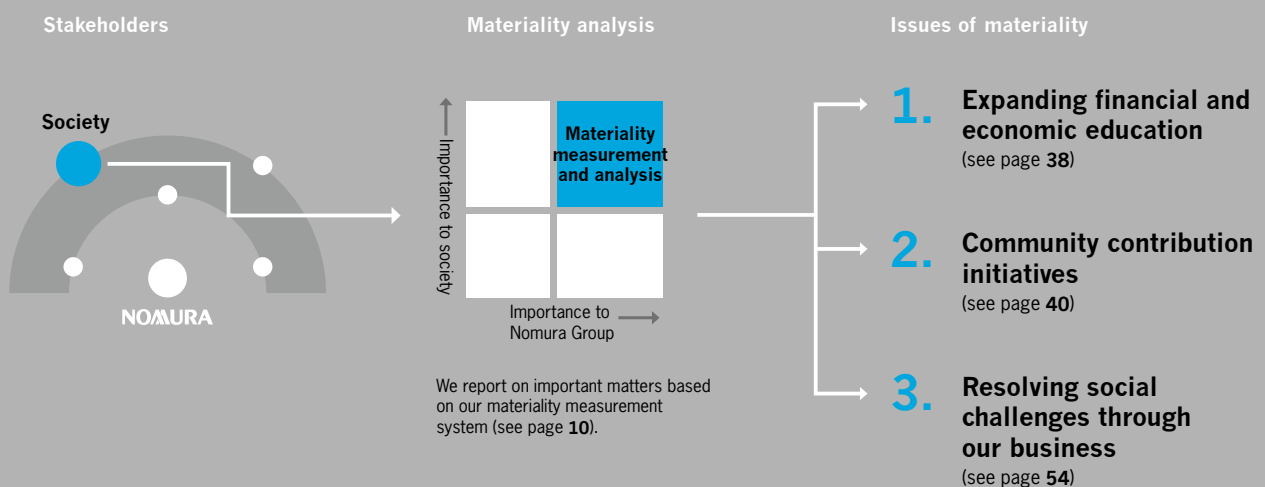 Stakeholders
Society
NOMURA
Materiality analysis
Importance to society
Materiality
measurement
and analysis
Importance to
Nomura Group
We report on important matters based
on our materiality measurement
system (see page 10).
Issues of materiality
1. Expanding financial and
economic education
(see page 38)
2. Community contribution
initiatives
(see page 40)
3. Resolving social
challenges through
our business
(see page 54)